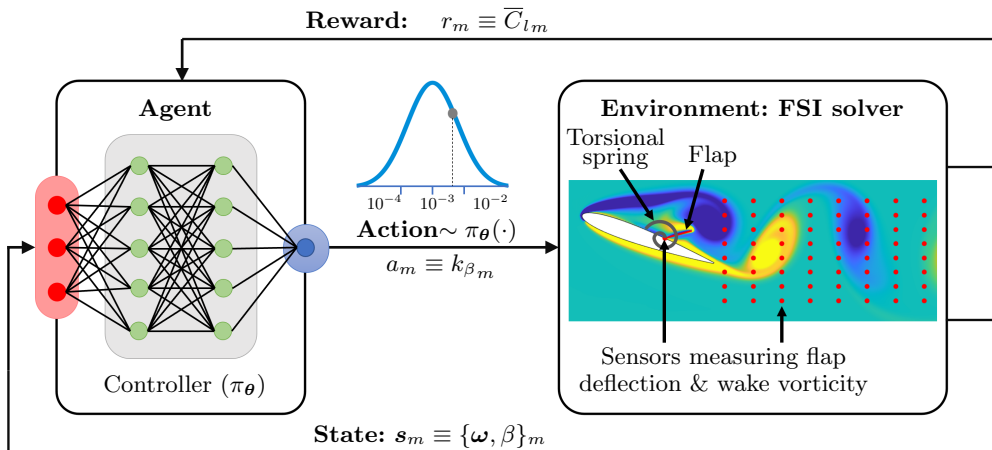 Reward: $r_m \equiv \overline{C}_{l_m}$
Agent
Controller ($\pi_{\boldsymbol{\theta}}$)
$10^{-4}$ $10^{-3}$ $10^{-2}$
Action$\sim \pi_{\boldsymbol{\theta}}(\cdot)$
$a_m \equiv k_{\beta_m}$
Environment: FSI solver
Torsional
spring
Flap
Sensors measuring flap
deflection & wake vorticity
State: $\boldsymbol{s}_m \equiv \{\boldsymbol{\omega}, \beta\}_m$